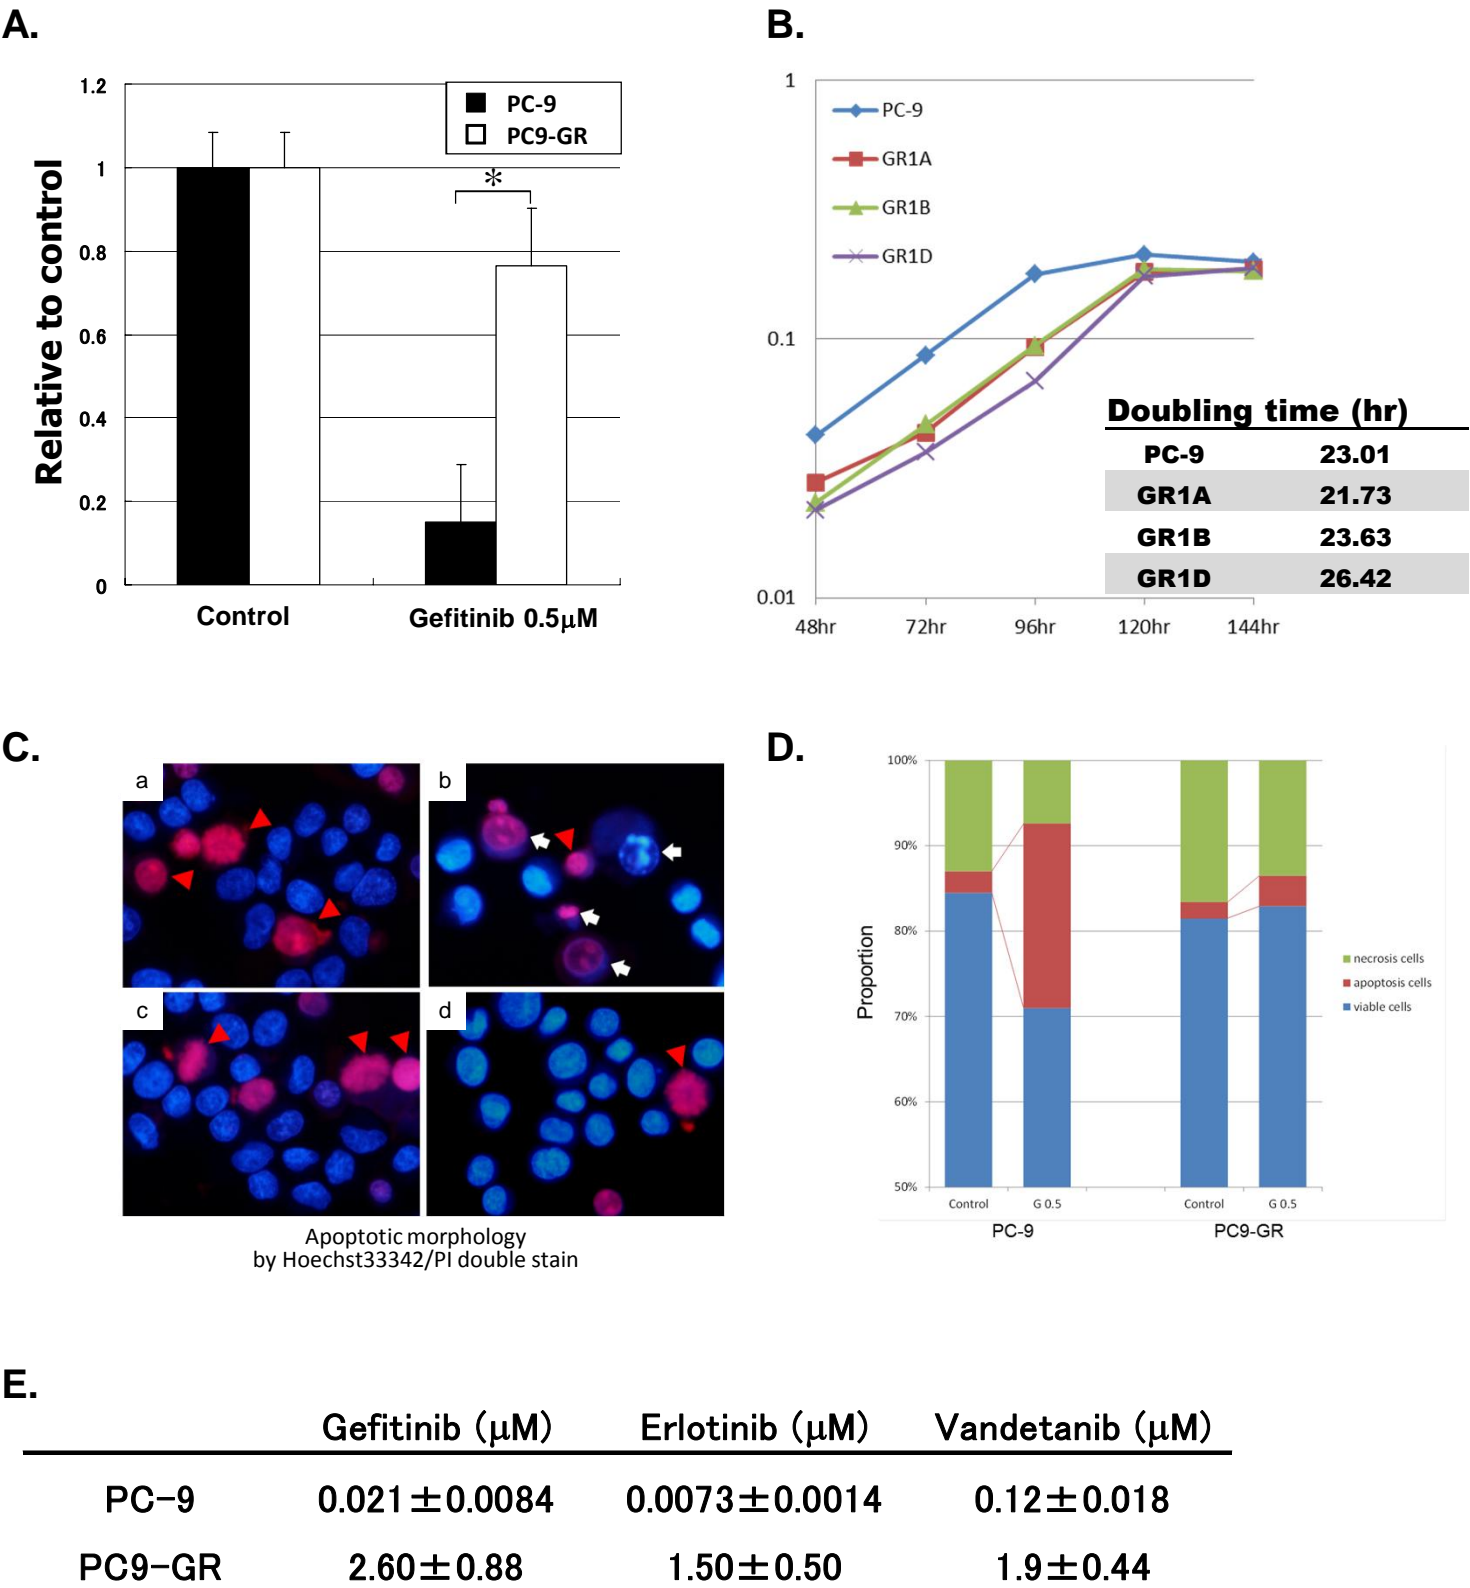 A.
1.2
1
0.8
0.6
0.4
0.2
0
Relative to control
PC-9
PC9-GR
*
Control
Gefitinib 0.5μM
B.
1
0.1
0.01
PC-9
GR1A
GR1B
GR1D
48hr 72hr 96hr 120hr 144hr
Doubling time (hr)
PC-9 23.01
GR1A 21.73
GR1B 23.63
GR1D 26.42
C.
a
b
c
d
Apoptotic morphology
by Hoechst33342/PI double stain
D.
100%
90%
80%
70%
60%
50%
Proportion
necrosis cells
apoptosis cells
viable cells
Control G 0.5 Control G 0.5
PC-9 PC9-GR
E.
Gefitinib (μM) Erlotinib (μM) Vandetanib (μM)
PC-9 0.021±0.0084 0.0073±0.0014 0.12±0.018
PC9-GR 2.60±0.88 1.50±0.50 1.9±0.44